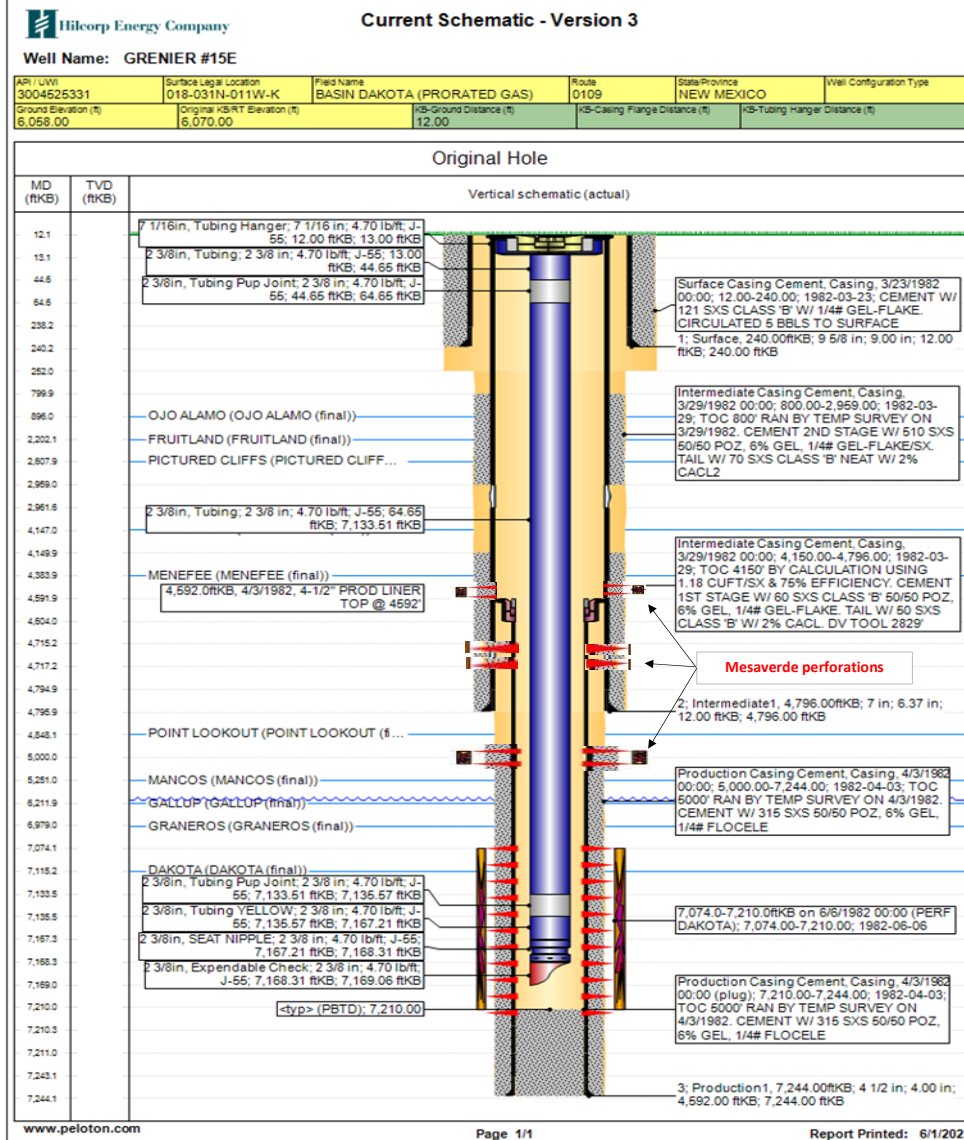 Hilcorp Energy Company
Current Schematic - Version 3
Well Name: GRENIER #15E
API / UWI
3004525331
Surface Legal Location
018-031N-011W-K
Field Name
BASIN DAKOTA (PRORATED GAS)
Route
0109
State/Province
NEW MEXICO
Well Configuration Type
Ground Elevation (ft)
6,058.00
Original KB/RT Elevation (ft)
6,070.00
KB-Ground Distance (ft)
12.00
KB-Casing Flange Distance (ft)
KB-Tubing Hanger Distance (ft)
Original Hole
MD
(ftKB)
TVD
(ftKB)
Vertical schematic (actual)
12.1
13.1
44.6
64.6
238.2
240.2
252.0
799.9
896.0
2,202.1
2,607.9
2,959.0
2,961.6
4,147.0
4,149.9
4,383.9
4,591.9
4,604.0
4,715.2
4,717.2
4,794.9
4,795.9
4,848.1
5,000.0
5,251.0
6,211.9
6,979.0
7,074.1
7,115.2
7,133.5
7,135.5
7,167.3
7,168.3
7,169.0
7,210.0
7,210.3
7,211.0
7,243.1
7,244.1
7 1/16in, Tubing Hanger; 7 1/16 in; 4.70 lb/ft; J-
55; 12.00 ftKB; 13.00 ftKB
2 3/8in, Tubing; 2 3/8 in; 4.70 lb/ft; J-55; 13.00
ftKB; 44.65 ftKB
2 3/8in, Tubing Pup Joint; 2 3/8 in; 4.70 lb/ft; J-
55; 44.65 ftKB; 64.65 ftKB
OJO ALAMO (OJO ALAMO (final))
FRUITLAND (FRUITLAND (final))
PICTURED CLIFFS (PICTURED CLIFF...
2 3/8in, Tubing; 2 3/8 in; 4.70 lb/ft; J-55; 64.65
ftKB; 7,133.51 ftKB
MENEFEE (MENEFEE (final))
4,592.0ftKB, 4/3/1982, 4-1/2" PROD LINER
TOP @ 4592'
POINT LOOKOUT (POINT LOOKOUT (fi...
MANCOS (MANCOS (final))
GALLUP (GALLUP (final))
GRANEROS (GRANEROS (final))
DAKOTA (DAKOTA (final))
2 3/8in, Tubing Pup Joint; 2 3/8 in; 4.70 lb/ft; J-
55; 7,133.51 ftKB; 7,135.57 ftKB
2 3/8in, Tubing YELLOW; 2 3/8 in; 4.70 lb/ft; J-
55; 7,135.57 ftKB; 7,167.21 ftKB
2 3/8in, SEAT NIPPLE; 2 3/8 in; 4.70 lb/ft; J-55;
7,167.21 ftKB; 7,168.31 ftKB
2 3/8in, Expendable Check; 2 3/8 in; 4.70 lb/ft;
J-55; 7,168.31 ftKB; 7,169.06 ftKB
<typ> (PBTD); 7,210.00
Surface Casing Cement, Casing, 3/23/1982
00:00; 12.00-240.00; 1982-03-23; CEMENT W/
121 SXS CLASS 'B' W/ 1/4# GEL-FLAKE.
CIRCULATED 5 BBLS TO SURFACE
1; Surface, 240.00ftKB; 9 5/8 in; 9.00 in; 12.00
ftKB; 240.00 ftKB
Intermediate Casing Cement, Casing,
3/29/1982 00:00; 800.00-2,959.00; 1982-03-
29; TOC 800' RAN BY TEMP SURVEY ON
3/29/1982. CEMENT 2ND STAGE W/ 510 SXS
50/50 POZ, 6% GEL, 1/4# GEL-FLAKE/SX.
TAIL W/ 70 SXS CLASS 'B' NEAT W/ 2%
CACL2
Intermediate Casing Cement, Casing,
3/29/1982 00:00; 4,150.00-4,796.00; 1982-03-
29; TOC 4150' BY CALCULATION USING
1.18 CUFT/SX & 75% EFFICIENCY. CEMENT
1ST STAGE W/ 60 SXS CLASS 'B' 50/50 POZ,
6% GEL, 1/4# GEL-FLAKE. TAIL W/ 50 SXS
CLASS 'B' W/ 2% CACL. DV TOOL 2829'
Mesaverde perforations
2; Intermediate1, 4,796.00ftKB; 7 in; 6.37 in;
12.00 ftKB; 4,796.00 ftKB
Production Casing Cement, Casing, 4/3/1982
00:00; 5,000.00-7,244.00; 1982-04-03; TOC
5000' RAN BY TEMP SURVEY ON 4/3/1982.
CEMENT W/ 315 SXS 50/50 POZ, 6% GEL,
1/4# FLOCELE
7,074.0-7,210.0ftKB on 6/6/1982 00:00 (PERF
DAKOTA); 7,074.00-7,210.00; 1982-06-06
Production Casing Cement, Casing, 4/3/1982
00:00 (plug); 7,210.00-7,244.00; 1982-04-03;
TOC 5000' RAN BY TEMP SURVEY ON
4/3/1982. CEMENT W/ 315 SXS 50/50 POZ,
6% GEL, 1/4# FLOCELE
3; Production1, 7,244.00ftKB; 4 1/2 in; 4.00 in;
4,592.00 ftKB; 7,244.00 ftKB
www.peloton.com
Page 1/1
Report Printed: 6/1/202